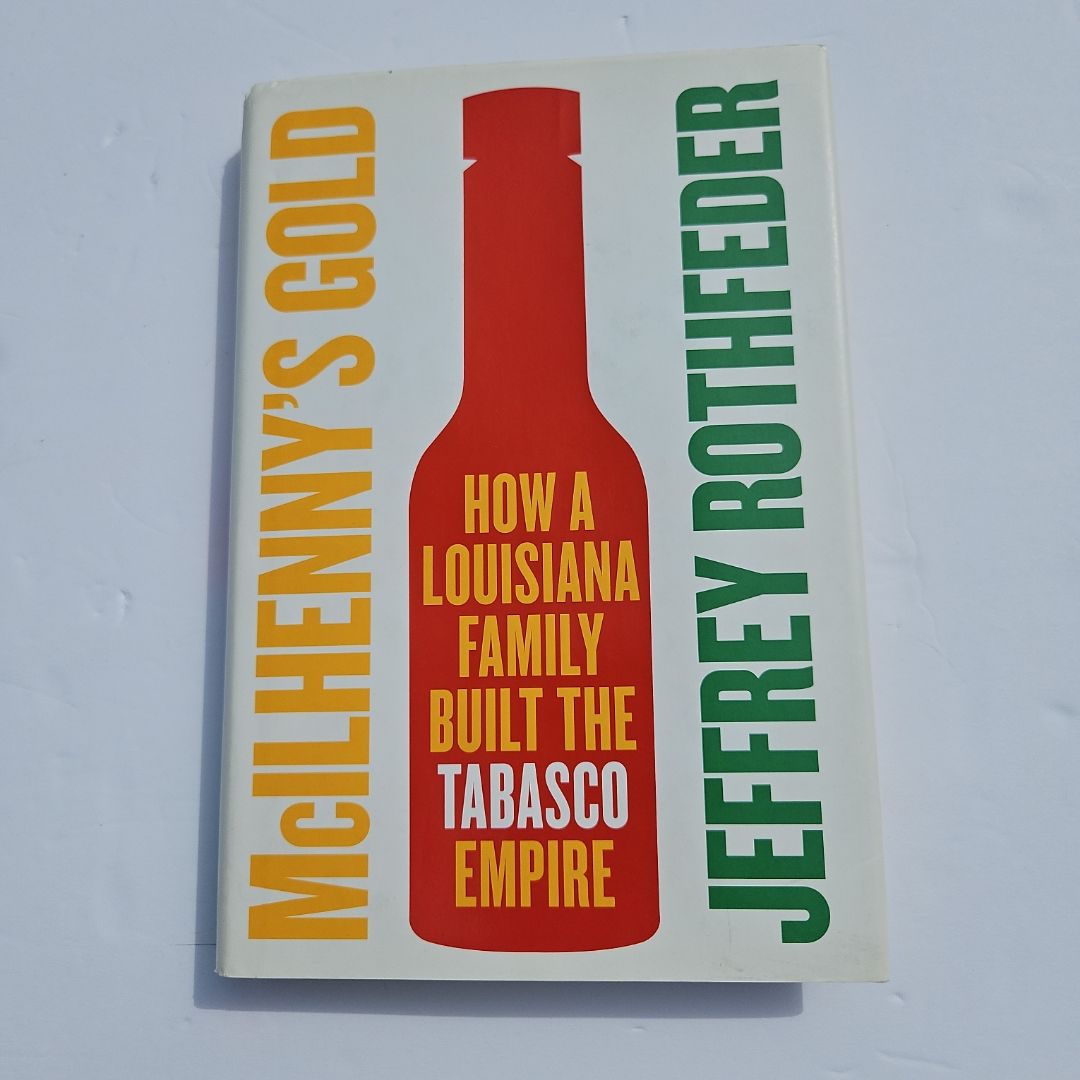 McILHENNY'S GOLD
HOW A
LOUISIANA
FAMILY
BUILT THE
TABASCO
EMPIRE
JEFFREY ROTHFEDER